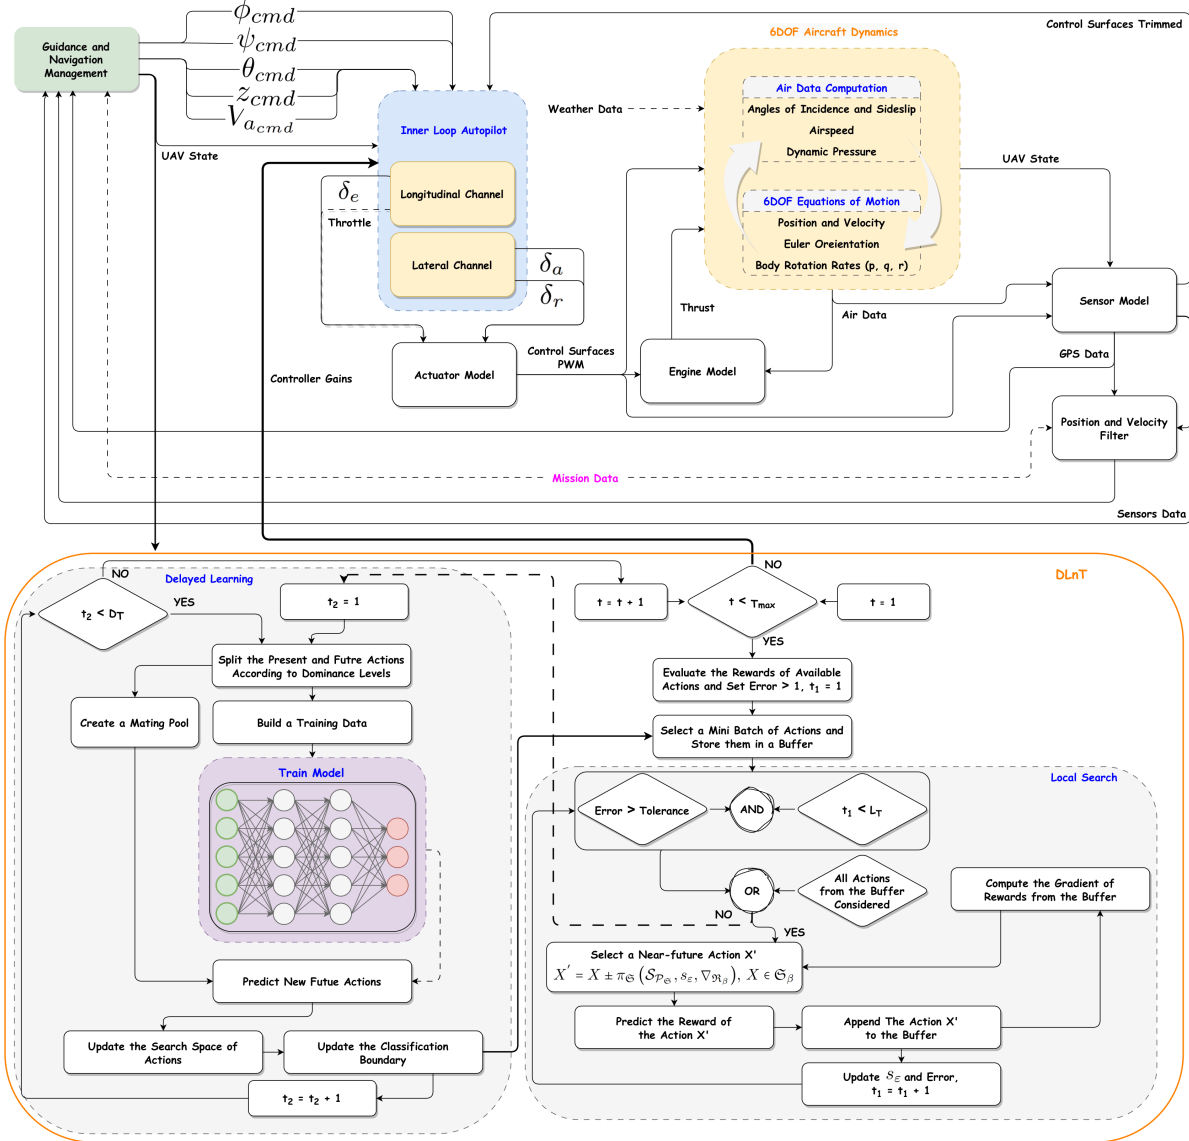 ϕcmd
Control Surfaces Trimmed
Guidance and
Navigation
Management
ψcmd
θcmd
zcmd
Vacmd
6DOF Aircraft Dynamics
Air Data Computation
Angles of Incidence and Sideslip
Airspeed
Dynamic Pressure
Weather Data
Inner Loop Autopilot
UAV State
UAV State
δe
Longitudinal Channel
Throttle
6DOF Equations of Motion
Position and Velocity
Euler Oreientation
Body Rotation Rates (p, q, r)
Lateral Channel
δa
δr
Sensor Model
Thrust
Air Data
Control Surfaces
PWM
GPS Data
Actuator Model
Engine Model
Controller Gains
Position and Velocity
Filter
Mission Data
Sensors Data
DLnT
Delayed Learning
NO
t2 < DT
YES
t2 = 1
t = t + 1
NO
t < Tmax
t = 1
YES
Split the Present and Futre Actions
According to Dominance Levels
Evaluate the Rewards of Available
Actions and Set Error > 1, t1 = 1
Create a Mating Pool
Build a Training Data
Select a Mini Batch of Actions and
Store them in a Buffer
Train Model
Local Search
Error > Tolerance
AND
t1 < LT
OR
All Actions
from the Buffer
Considered
Compute the Gradient of
Rewards from the Buffer
NO
YES
Select a Near-future Action X'
X′ = X ± π𝔖(𝒮𝒫𝔖, sε, ∇ℜβ), X ∈ 𝔖β
Predict New Futue Actions
Predict the Reward of
the Action X'
Append The Action X'
to the Buffer
Update the Search Space of
Actions
Update the Classification
Boundary
Update sε and Error,
t1 = t1 + 1
t2 = t2 + 1